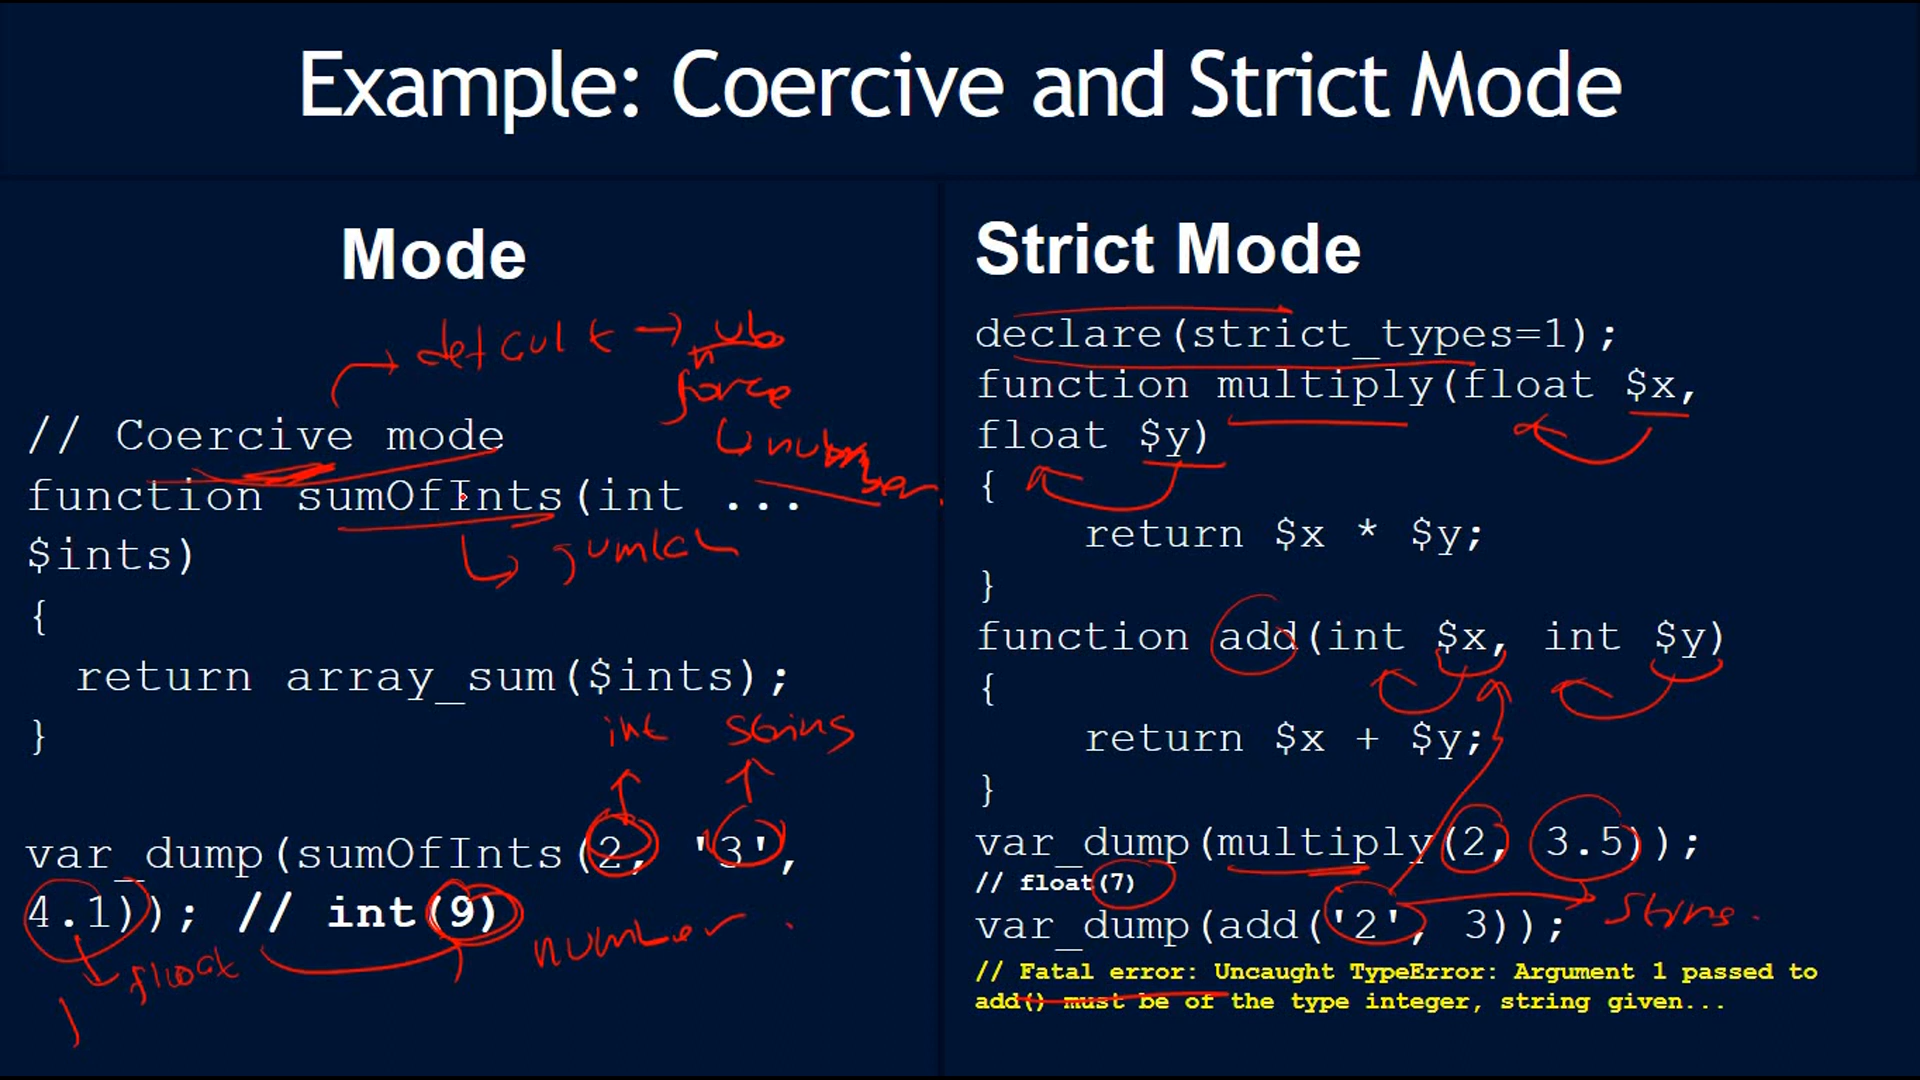 Example: Coercive and Strict Mode
Mode
default → ub
force
↳ number
// Coercive mode
function sumOfInts(int ...
$ints)
↳ jumlah
{
return array_sum($ints);
}
int string
var_dump(sumOfInts(2, '3',
4.1)); // int(9)
float
number
Strict Mode
declare(strict_types=1);
function multiply(float $x,
float $y)
{
return $x * $y;
}
function add(int $x, int $y)
{
return $x + $y;
}
var_dump(multiply(2, 3.5));
// float(7)
var_dump(add('2', 3));
String
// Fatal error: Uncaught TypeError: Argument 1 passed to
add() must be of the type integer, string given...